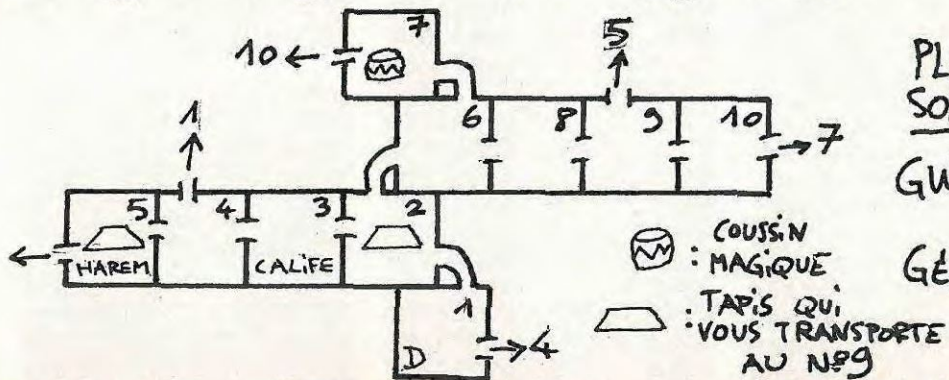 7
10 ←
5
PL
SO
1
6
8
9
10
→ 7
GU
5
4
3
2
COUSSIN
: MAGIQUE
HAREM
CALIFE
GÉ
1
: TAPIS QUI
VOUS TRANSPORTE
AU Nº9
D
→ 4